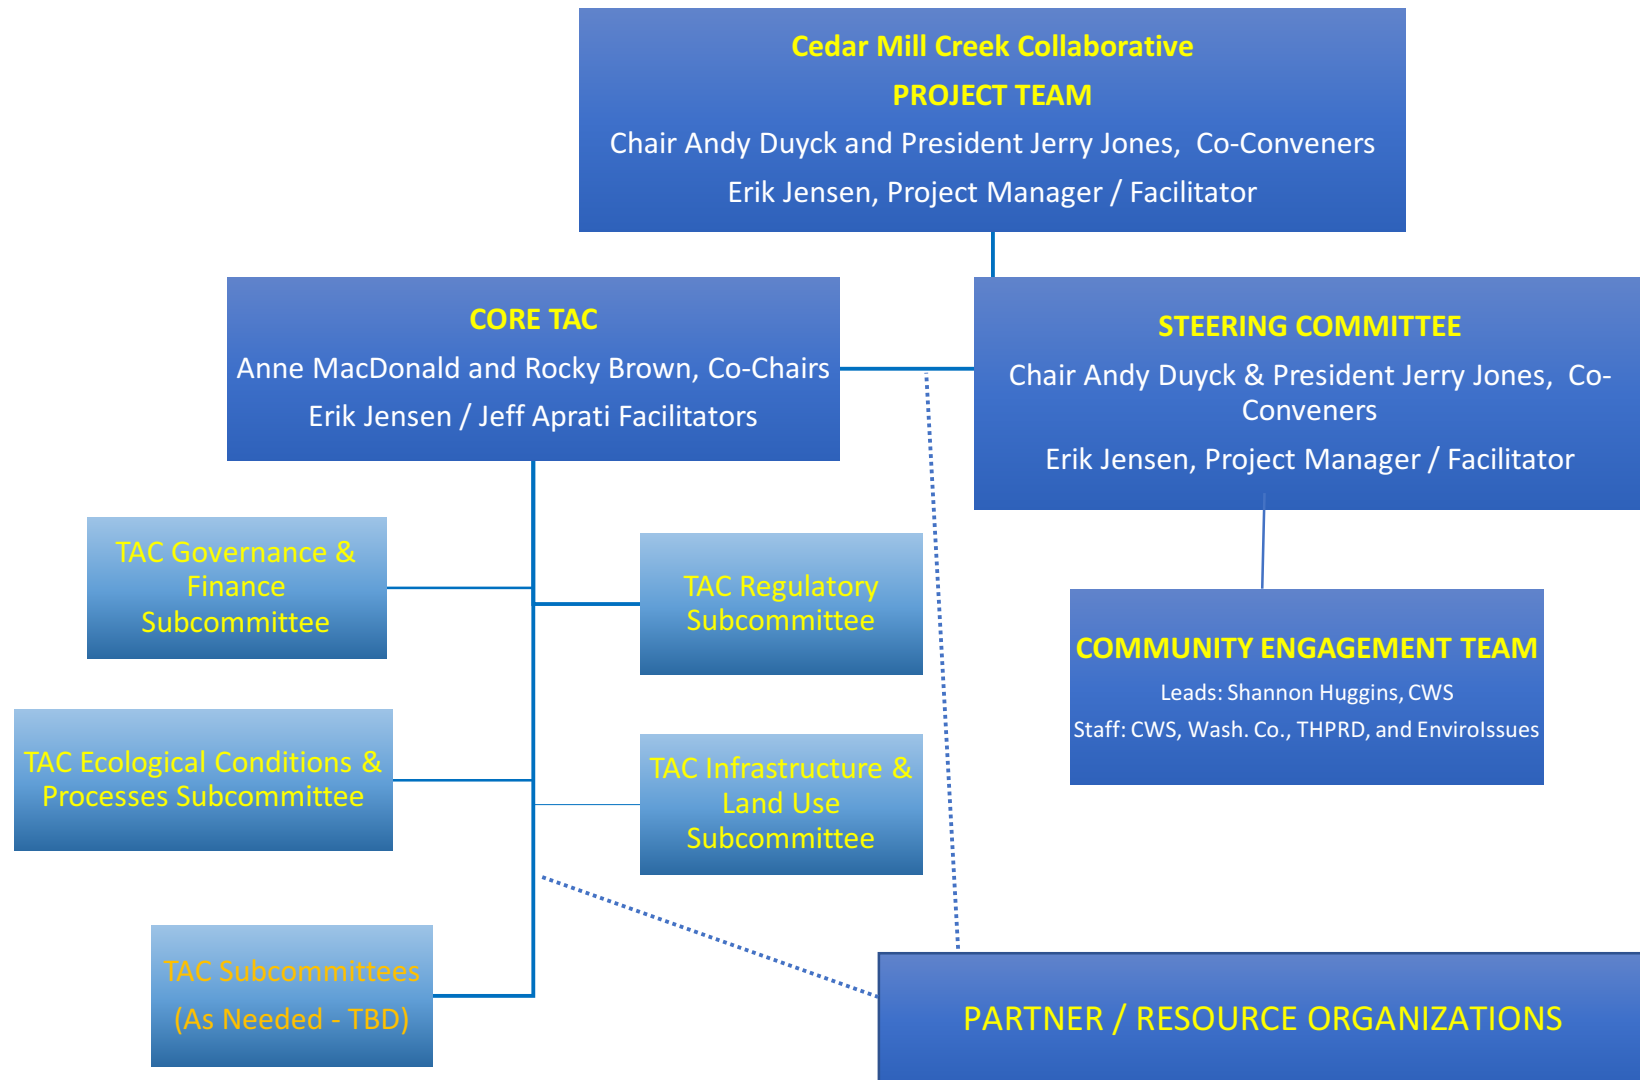 Cedar Mill Creek Collaborative
PROJECT TEAM
Chair Andy Duyck and President Jerry Jones,  Co-Conveners
Erik Jensen, Project Manager / Facilitator
CORE TAC
Anne MacDonald and Rocky Brown, Co-Chairs
Erik Jensen / Jeff Aprati Facilitators
STEERING COMMITTEE
Chair Andy Duyck & President Jerry Jones,  Co-
Conveners
Erik Jensen, Project Manager / Facilitator
TAC Governance &
Finance
Subcommittee
TAC Regulatory
Subcommittee
COMMUNITY ENGAGEMENT TEAM
Leads: Shannon Huggins, CWS
Staff: CWS, Wash. Co., THPRD, and EnviroIssues
TAC Ecological Conditions &
Processes Subcommittee
TAC Infrastructure &
Land Use
Subcommittee
TAC Subcommittees
(As Needed - TBD)
PARTNER / RESOURCE ORGANIZATIONS